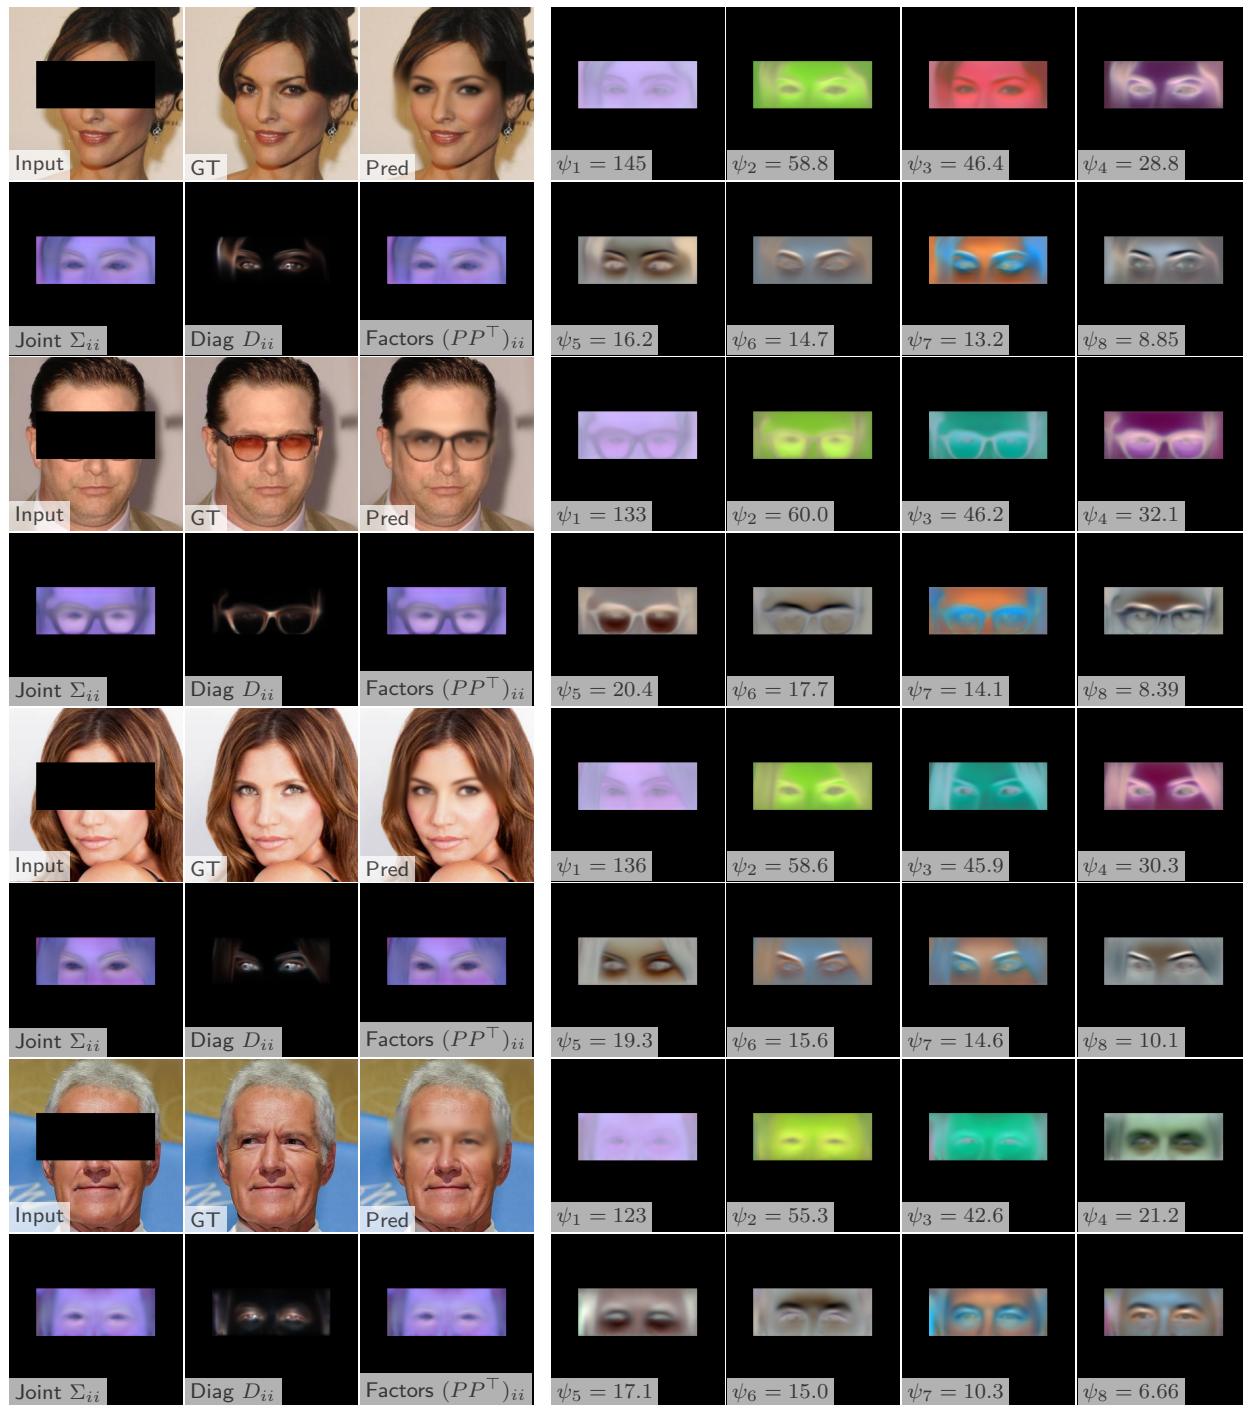 Input GT Pred ψ₁ = 145 ψ₂ = 58.8 ψ₃ = 46.4 ψ₄ = 28.8
Joint Σᵢᵢ Diag Dᵢᵢ Factors (PP⊤)ᵢᵢ ψ₅ = 16.2 ψ₆ = 14.7 ψ₇ = 13.2 ψ₈ = 8.85
Input GT Pred ψ₁ = 133 ψ₂ = 60.0 ψ₃ = 46.2 ψ₄ = 32.1
Joint Σᵢᵢ Diag Dᵢᵢ Factors (PP⊤)ᵢᵢ ψ₅ = 20.4 ψ₆ = 17.7 ψ₇ = 14.1 ψ₈ = 8.39
Input GT Pred ψ₁ = 136 ψ₂ = 58.6 ψ₃ = 45.9 ψ₄ = 30.3
Joint Σᵢᵢ Diag Dᵢᵢ Factors (PP⊤)ᵢᵢ ψ₅ = 19.3 ψ₆ = 15.6 ψ₇ = 14.6 ψ₈ = 10.1
Input GT Pred ψ₁ = 123 ψ₂ = 55.3 ψ₃ = 42.6 ψ₄ = 21.2
Joint Σᵢᵢ Diag Dᵢᵢ Factors (PP⊤)ᵢᵢ ψ₅ = 17.1 ψ₆ = 15.0 ψ₇ = 10.3 ψ₈ = 6.66